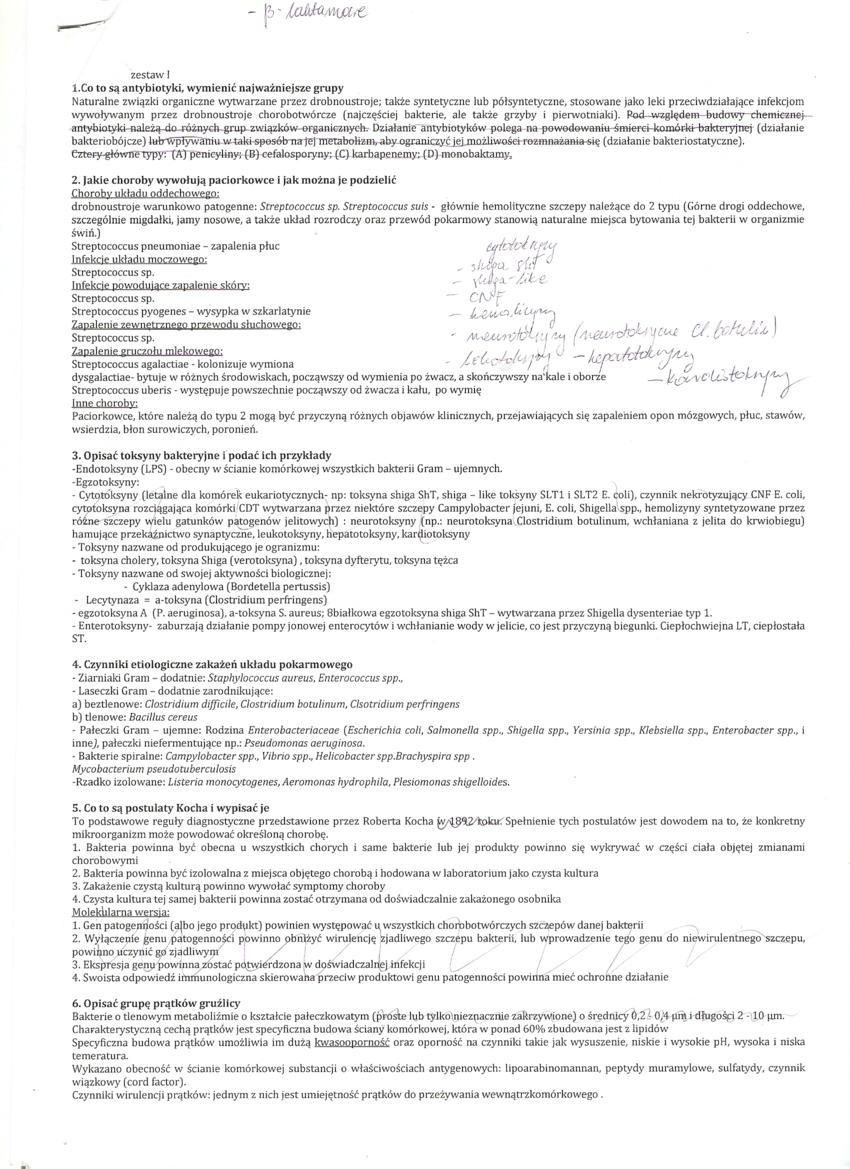 - β-laktamowe
zestaw I
1.Co to są antybiotyki, wymienić najważniejsze grupy
Naturalne związki organiczne wytwarzane przez drobnoustroje; także syntetyczne lub półsyntetyczne, stosowane jako leki przeciwdziałające infekcjom
wywoływanym przez drobnoustroje chorobotwórcze (najczęściej bakterie, ale także grzyby i pierwotniaki). Pod względem budowy chemicznej
antybiotyki należą do różnych grup związków organicznych. Działanie antybiotyków polega na powodowaniu śmierci komórki bakteryjnej (działanie
bakteriobójcze) lub wpływaniu w taki sposób na jej metabolizm, aby ograniczyć jej możliwości rozmnażania się (działanie bakteriostatyczne).
Cztery główne typy: (A) penicyliny; (B) cefalosporyny; (C) karbapenemy; (D) monobaktamy,
2. Jakie choroby wywołują paciorkowce i jak można je podzielić
Choroby układu oddechowego:
drobnoustroje warunkowo patogenne: Streptococcus sp. Streptococcus suis - głównie hemolityczne szczepy należące do 2 typu (Górne drogi oddechowe,
szczególnie migdałki, jamy nosowe, a także układ rozrodczy oraz przewód pokarmowy stanowią naturalne miejsca bytowania tej bakterii w organizmie
świń.)
Streptococcus pneumoniae – zapalenia płuc cytotoksyny
Infekcje układu moczowego: - shiga ShT
Streptococcus sp. - shiga-like
Infekcje powodujące zapalenie skóry:
Streptococcus sp. - CNF
Streptococcus pyogenes – wysypka w szkarlatynie - hemolizyny
Zapalenie zewnętrznego przewodu słuchowego:
Streptococcus sp. - neurotoksyny (neurotoksyczne Cl. botulin)
Zapalenie gruczołu mlekowego: - leukotoksyny - hepatotoksyny
Streptococcus agalactiae - kolonizuje wymiona
dysgalactiae- bytuje w różnych środowiskach, począwszy od wymienia po żwacz, a skończywszy na kale i oborze - kardiotoksyny
Streptococcus uberis - występuje powszechnie począwszy od żwacza i kału, po wymię
Inne choroby:
Paciorkowce, które należą do typu 2 mogą być przyczyną różnych objawów klinicznych, przejawiających się zapaleniem opon mózgowych, płuc, stawów,
wsierdzia, błon surowiczych, poronień.
3. Opisać toksyny bakteryjne i podać ich przykłady
-Endotoksyny (LPS) - obecny w ścianie komórkowej wszystkich bakterii Gram – ujemnych.
-Egzotoksyny:
- Cytotoksyny (letalne dla komórek eukariotycznych- np: toksyna shiga ShT, shiga – like toksyny SLT1 i SLT2 E. coli), czynnik nekrotyzujący CNF E. coli,
cytotoksyna rozciągająca komórki CDT wytwarzana przez niektóre szczepy Campylobacter jejuni, E. coli, Shigella spp., hemolizyny syntetyzowane przez
różne szczepy wielu gatunków patogenów jelitowych) : neurotoksyny (np.: neurotoksyna Clostridium botulinum, wchłaniana z jelita do krwiobiegu)
hamujące przekaźnictwo synaptyczne, leukotoksyny, hepatotoksyny, kardiotoksyny
- Toksyny nazwane od produkującego je ogranizmu:
- toksyna cholery, toksyna Shiga (verotoksyna) , toksyna dyfterytu, toksyna tężca
- Toksyny nazwane od swojej aktywności biologicznej:
- Cyklaza adenylowa (Bordetella pertussis)
- Lecytynaza = a-toksyna (Clostridium perfringens)
- egzotoksyna A (P. aeruginosa), a-toksyna S. aureus; 8białkowa egzotoksyna shiga ShT – wytwarzana przez Shigella dysenteriae typ 1.
- Enterotoksyny- zaburzają działanie pompy jonowej enterocytów i wchłanianie wody w jelicie, co jest przyczyną biegunki. Ciepłochwiejna LT, ciepłostała
ST.
4. Czynniki etiologiczne zakażeń układu pokarmowego
- Ziarniaki Gram – dodatnie: Staphylococcus aureus, Enterococcus spp.,
- Laseczki Gram – dodatnie zarodnikujące:
a) beztlenowe: Clostridium difficile, Clostridium botulinum, Clsotridium perfringens
b) tlenowe: Bacillus cereus
- Pałeczki Gram – ujemne: Rodzina Enterobacteriaceae (Escherichia coli, Salmonella spp., Shigella spp., Yersinia spp., Klebsiella spp., Enterobacter spp., i
inne), pałeczki niefermentujące np.: Pseudomonas aeruginosa.
- Bakterie spiralne: Campylobacter spp., Vibrio spp., Helicobacter spp.Brachyspira spp .
Mycobacterium pseudotuberculosis
-Rzadko izolowane: Listeria monocytogenes, Aeromonas hydrophila, Plesiomonas shigelloides.
5. Co to są postulaty Kocha i wypisać je
To podstawowe reguły diagnostyczne przedstawione przez Roberta Kocha w 1892 roku. Spełnienie tych postulatów jest dowodem na to, że konkretny
mikroorganizm może powodować określoną chorobę.
1. Bakteria powinna być obecna u wszystkich chorych i same bakterie lub jej produkty powinno się wykrywać w części ciała objętej zmianami
chorobowymi
2. Bakteria powinna być izolowalna z miejsca objętego chorobą i hodowana w laboratorium jako czysta kultura
3. Zakażenie czystą kulturą powinno wywołać symptomy choroby
4. Czysta kultura tej samej bakterii powinna zostać otrzymana od doświadczalnie zakażonego osobnika
Molekularna wersja:
1. Gen patogenności (albo jego produkt) powinien występować u wszystkich chorobotwórczych szczepów danej bakterii
2. Wyłączenie genu patogenności powinno obniżyć wirulencję zjadliwego szczepu bakterii, lub wprowadzenie tego genu do niewirulentnego szczepu,
powinno uczynić go zjadliwym
3. Ekspresja genu powinna zostać potwierdzona w doświadczalnej infekcji
4. Swoista odpowiedź immunologiczna skierowana przeciw produktowi genu patogenności powinna mieć ochronne działanie
6. Opisać grupę prątków gruźlicy
Bakterie o tlenowym metaboliźmie o kształcie pałeczkowatym (proste lub tylko nieznacznie zakrzywione) o średnicy 0,2 - 0,4 µm i długości 2 - 10 µm.
Charakterystyczną cechą prątków jest specyficzna budowa ściany komórkowej, która w ponad 60% zbudowana jest z lipidów
Specyficzna budowa prątków umożliwia im dużą kwasooporność oraz oporność na czynniki takie jak wysuszenie, niskie i wysokie pH, wysoka i niska
temeratura.
Wykazano obecność w ścianie komórkowej substancji o właściwościach antygenowych: lipoarabinomannan, peptydy muramylowe, sulfatydy, czynnik
wiązkowy (cord factor).
Czynniki wirulencji prątków: jednym z nich jest umiejętność prątków do przeżywania wewnątrzkomórkowego .